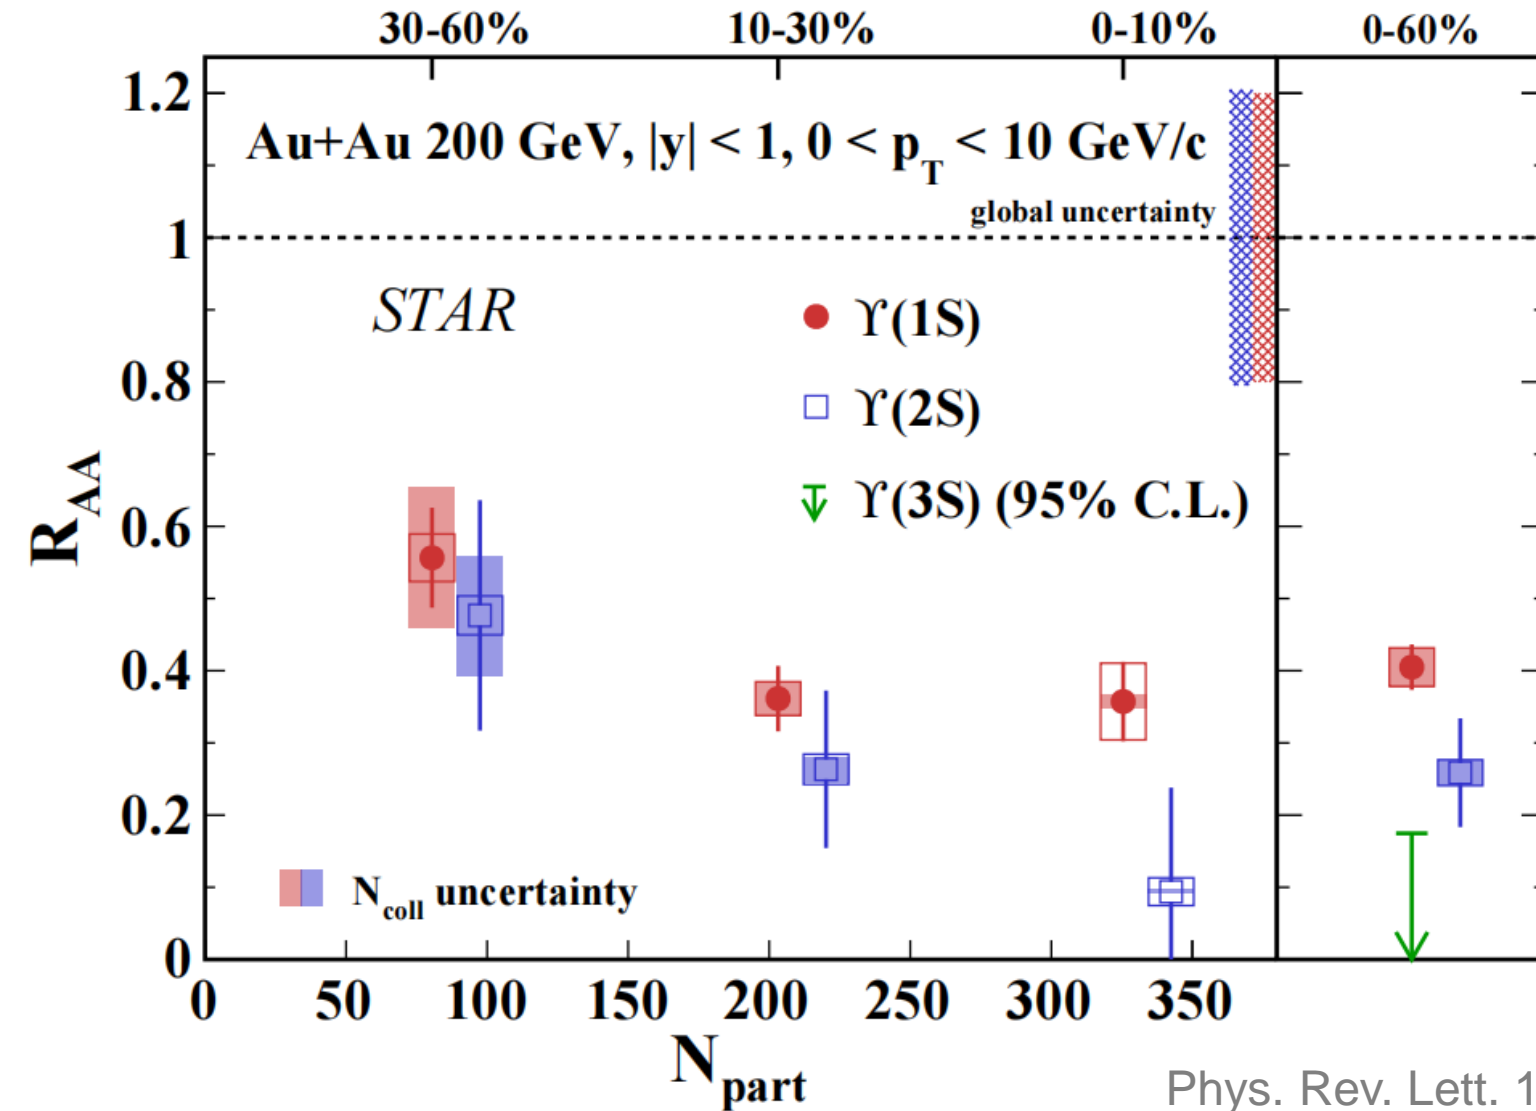 30-60% 10-30% 0-10% 0-60%
1.2
Au+Au 200 GeV, |y| < 1, 0 < pT < 10 GeV/c
global uncertainty
1
STAR
ϒ(1S)
0.8
ϒ(2S)
RAA
ϒ(3S) (95% C.L.)
0.6
0.4
0.2
Ncoll uncertainty
0
0 50 100 150 200 250 300 350
Npart
Phys. Rev. Lett. 1